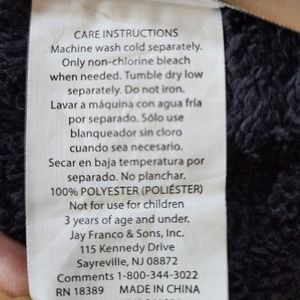 CARE INSTRUCTIONS
Machine wash cold separately.
Only non-chlorine bleach
when needed. Tumble dry low
separately. Do not iron.
Lavar a máquina con agua fría
por separado. Sólo use
blanqueador sin cloro
cuando sea necesario.
Secar en baja temperatura por
separado. No planchar.
100% POLYESTER (POLIÉSTER)
Not for use for children
3 years of age and under.
Jay Franco & Sons, Inc.
115 Kennedy Drive
Sayreville, NJ 08872
Comments 1-800-344-3022
RN 18389 MADE IN CHINA